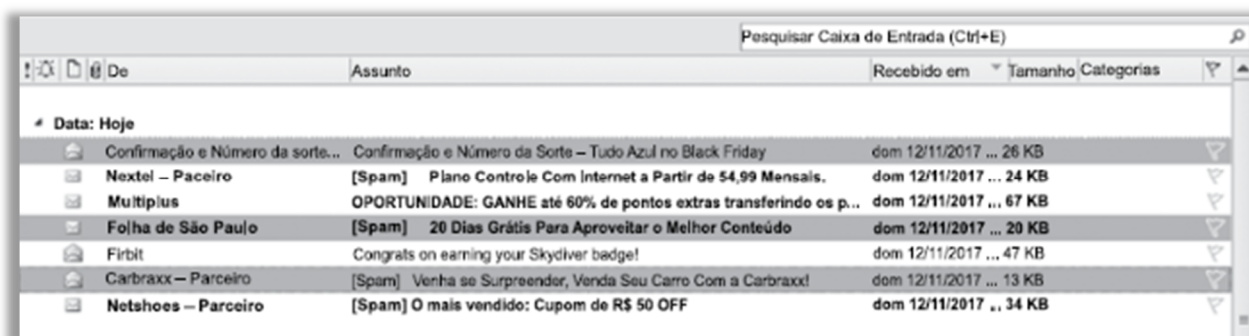 Pesquisar Caixa de Entrada (Ctrl+E)
! De Assunto Recebido em Tamanho Categorias
Data: Hoje
Confirmação e Número da sorte... Confirmação e Número da Sorte – Tudo Azul no Black Friday dom 12/11/2017 ... 26 KB
Nextel – Paceiro [Spam] Plano Controle Com Internet a Partir de 54,99 Mensais. dom 12/11/2017 ... 24 KB
Multiplus OPORTUNIDADE: GANHE até 60% de pontos extras transferindo os p... dom 12/11/2017 ... 67 KB
Folha de São Paulo [Spam] 20 Dias Grátis Para Aproveitar o Melhor Conteúdo dom 12/11/2017 ... 20 KB
Firbit Congrats on earning your Skydiver badge! dom 12/11/2017 ... 47 KB
Carbraxx – Parceiro [Spam] Venha se Surpreender, Venda Seu Carro Com a Carbraxx! dom 12/11/2017 ... 13 KB
Netshoes – Parceiro [Spam] O mais vendido: Cupom de R$ 50 OFF dom 12/11/2017 ... 34 KB